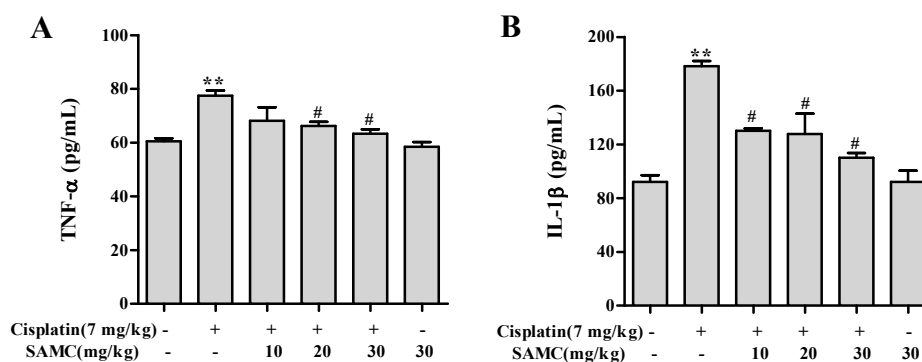 A
TNF-α (pg/mL)
100
80
60
40
20
0
**
#
#
Cisplatin(7 mg/kg) - + + + + -
SAMC(mg/kg) - - 10 20 30 30
B
IL-1β (pg/mL)
200
160
120
80
40
0
**
#
#
#
Cisplatin(7 mg/kg) - + + + + -
SAMC(mg/kg) - - 10 20 30 30